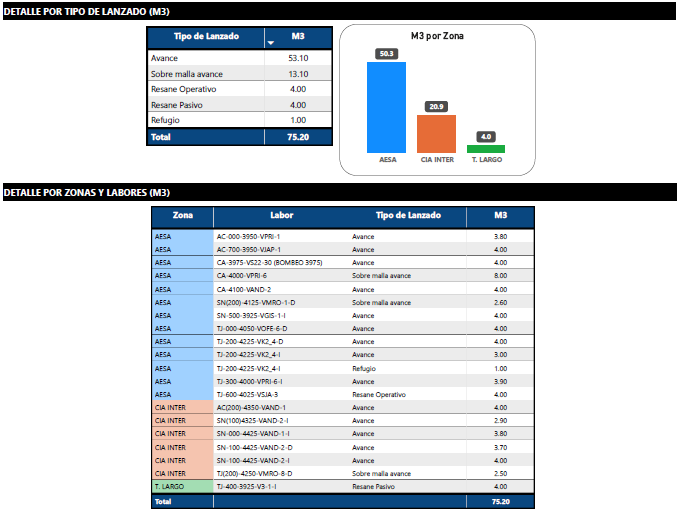 DETALLE POR TIPO DE LANZADO (M3)
Tipo de Lanzado M3
Avance 53.10
Sobre malla avance 13.10
Resane Operativo 4.00
Resane Pasivo 4.00
Refugio 1.00
Total 75.20
M3 por Zona
50.3
20.9
4.0
AESA CIA INTER T. LARGO
DETALLE POR ZONAS Y LABORES (M3)
Zona Labor Tipo de Lanzado M3
AESA AC-000-3950-VPRI-1 Avance 3.80
AESA AC-700-3950-VJAP-1 Avance 4.00
AESA CA-3975-VS22-30 (BOMBEO 3975) Avance 4.00
AESA CA-4000-VPRI-6 Sobre malla avance 8.00
AESA CA-4100-VAND-2 Avance 4.00
AESA SN(200)-4125-VMRO-1-D Sobre malla avance 2.60
AESA SN-500-3925-VGIS-1-I Avance 4.00
AESA TJ-000-4050-VOFE-6-D Avance 4.00
AESA TJ-200-4225-VK2_4-D Avance 4.00
AESA TJ-200-4225-VK2_4-I Avance 3.00
AESA TJ-200-4225-VK2_4-I Refugio 1.00
AESA TJ-300-4000-VPRI-6-I Avance 3.90
AESA TJ-600-4025-VSJA-3 Resane Operativo 4.00
CIA INTER AC(200)-4350-VAND-1 Avance 4.00
CIA INTER SN(100)4325-VAND-2-I Avance 2.90
CIA INTER SN-000-4425-VAND-1-I Avance 3.80
CIA INTER SN-100-4425-VAND-2-D Avance 3.70
CIA INTER SN-100-4425-VAND-2-I Avance 4.00
CIA INTER TJ(200)-4250-VMRO-8-D Sobre malla avance 2.50
T. LARGO TJ-400-3925-V3-1-I Resane Pasivo 4.00
Total 75.20